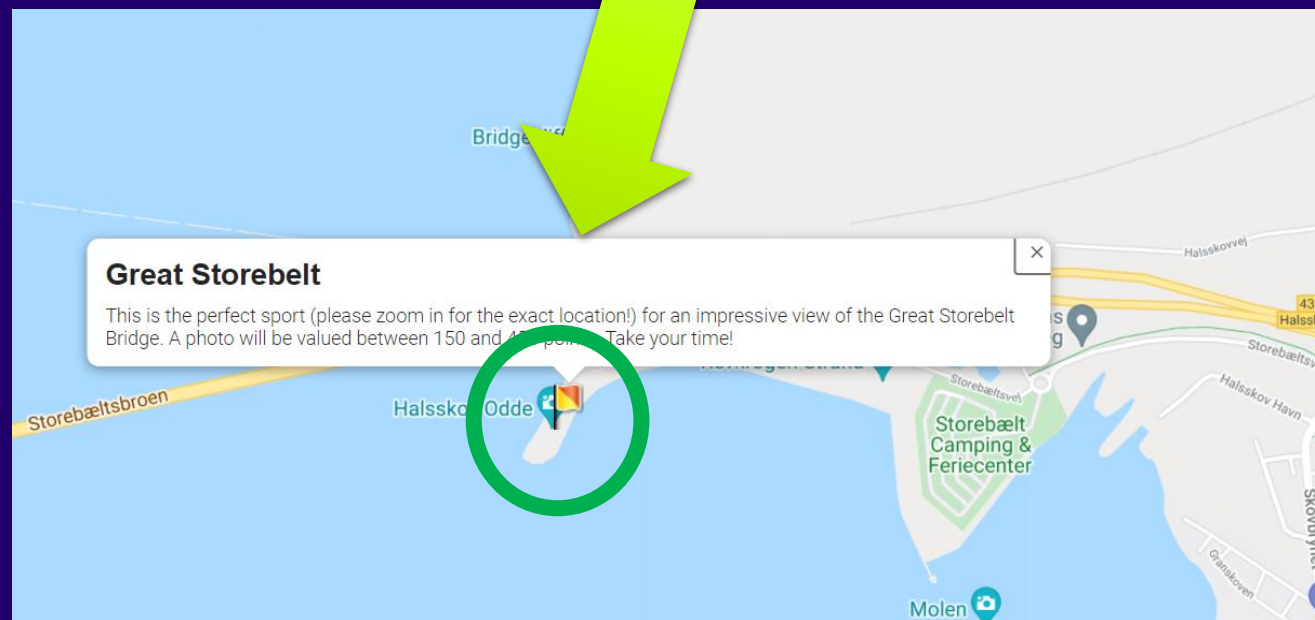 Great Storebelt
×
This is the perfect sport (please zoom in for the exact location!) for an impressive view of the Great Storebelt
Bridge. A photo will be valued between 150 and Take your time!
Halsskovvej
43
Storebæltsbroen
Odde
Storebæltsvej
Storebælt
Camping &
Feriecenter
Halsskov Havn
Granskoven
Molen